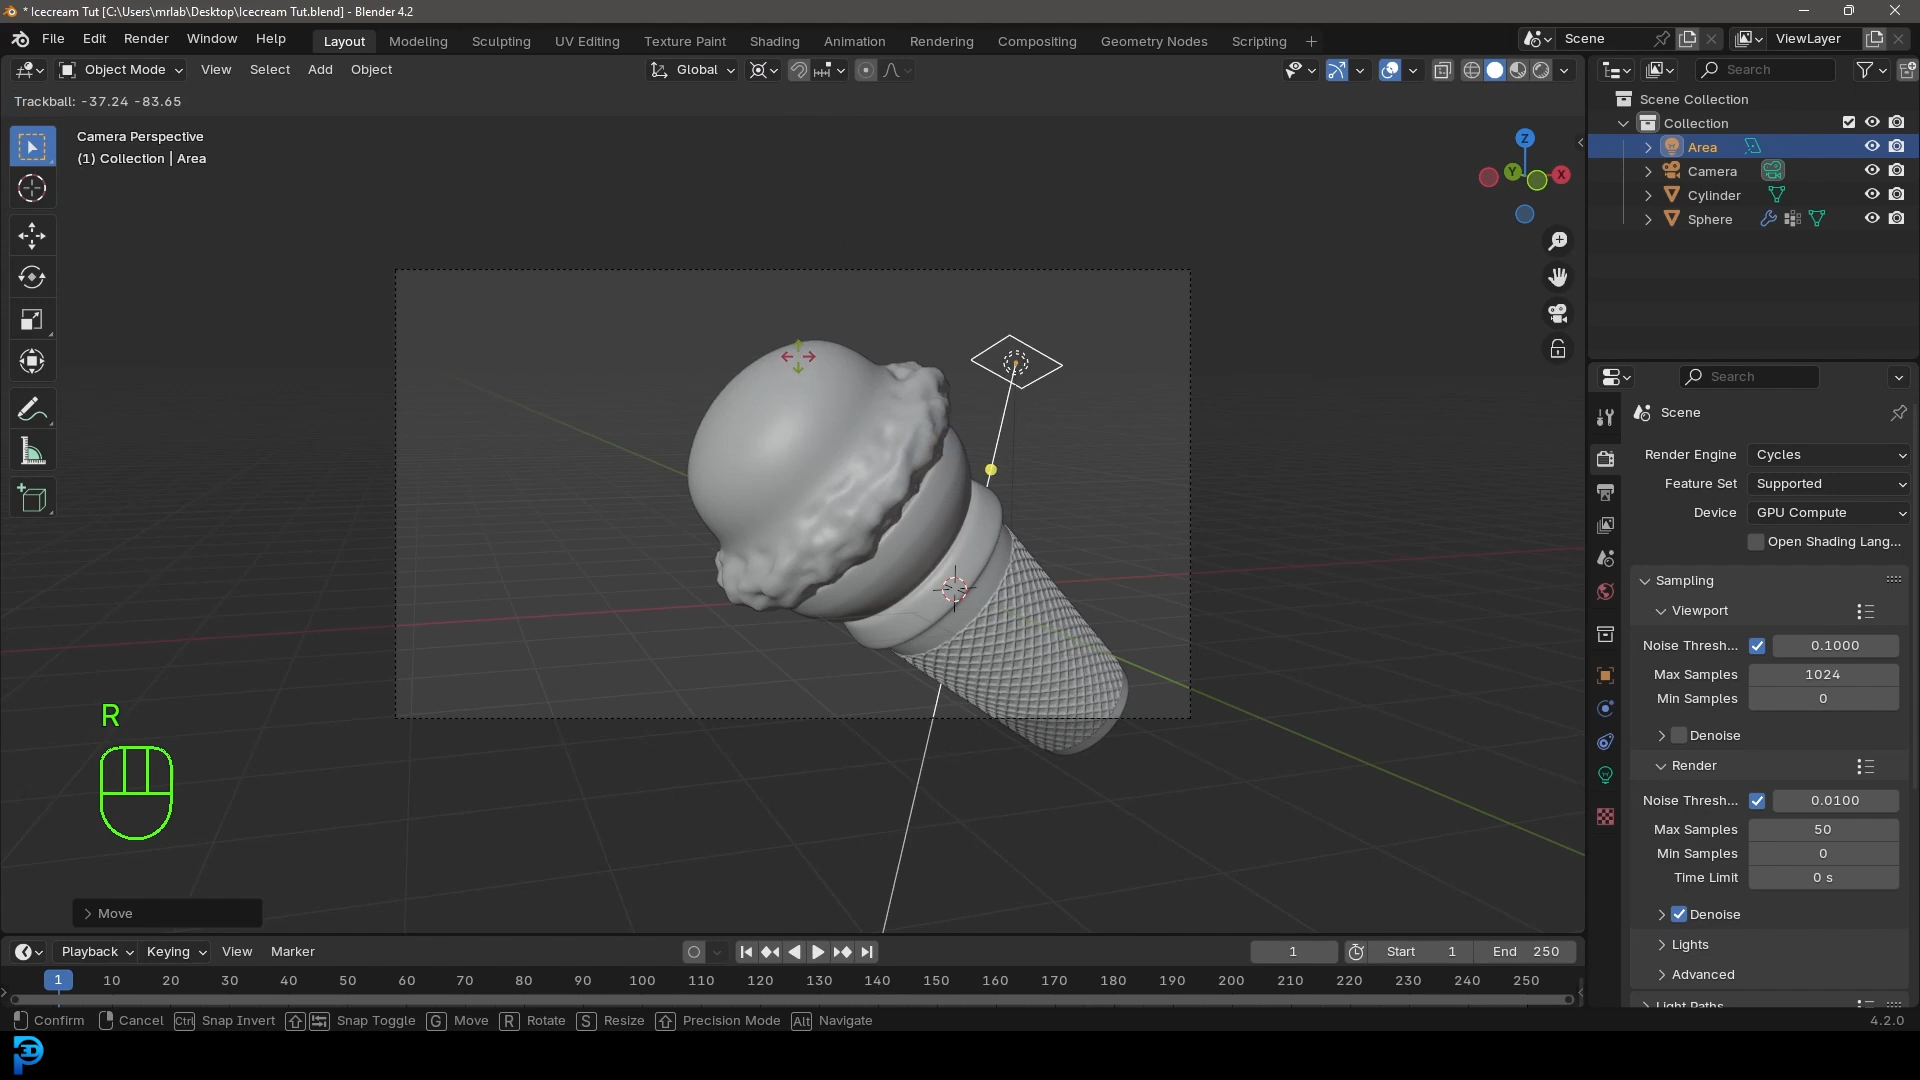 * Icecream Tut [C:\Users\mrlab\Desktop\Icecream Tut.blend] - Blender 4.2
File Edit Render Window Help Layout Modeling Sculpting UV Editing Texture Paint Shading Animation Rendering Compositing Geometry Nodes Scripting + Scene ViewLayer
Object Mode View Select Add Object Global Search
Trackball: -37.24 -83.65
Camera Perspective
(1) Collection | Area
Z
Y
X
R
Move
Scene Collection
Collection
Area
Camera
Cylinder
Sphere
Search
Scene
Render Engine Cycles
Feature Set Supported
Device GPU Compute
Open Shading Lang...
Sampling
Viewport
Noise Thresh... 0.1000
Max Samples 1024
Min Samples 0
Denoise
Render
Noise Thresh... 0.0100
Max Samples 50
Min Samples 0
Time Limit 0 s
Denoise
Lights
Advanced
Light Paths
Playback Keying View Marker 1 Start 1 End 250
1 10 20 30 40 50 60 70 80 90 100 110 120 130 140 150 160 170 180 190 200 210 220 230 240 250
Confirm Cancel Ctrl Snap Invert Snap Toggle G Move R Rotate S Resize Precision Mode Alt Navigate 4.2.0
3D